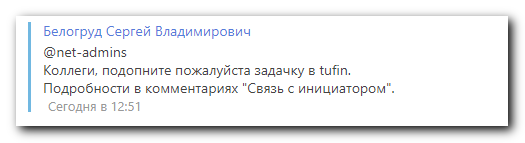 Белогруд Сергей Владимирович
@net-admins
Коллеги, подопните пожалуйста задачку в tufin.
Подробности в комментариях "Связь с инициатором".
Сегодня в 12:51